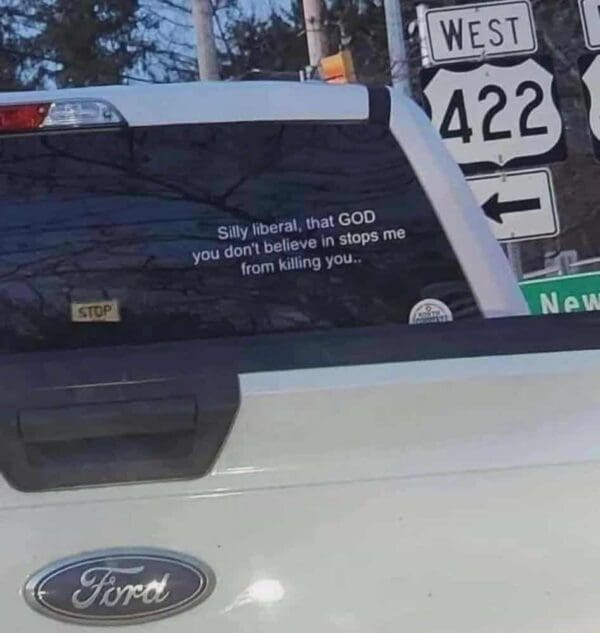 WEST
422
Silly liberal, that GOD
you don't believe in stops me
from killing you..
STOP
New
Ford